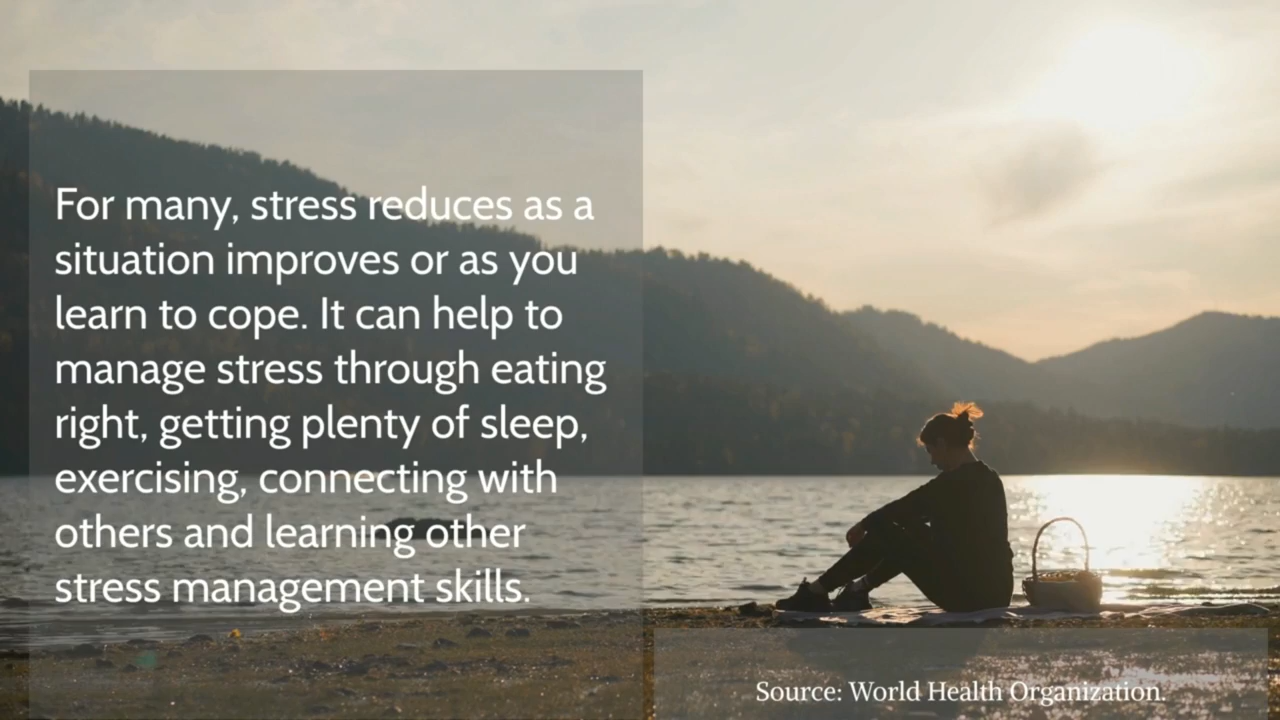 For many, stress reduces as a
situation improves or as you
learn to cope. It can help to
manage stress through eating
right, getting plenty of sleep,
exercising, connecting with
others and learning other
stress management skills.
Source: World Health Organization.